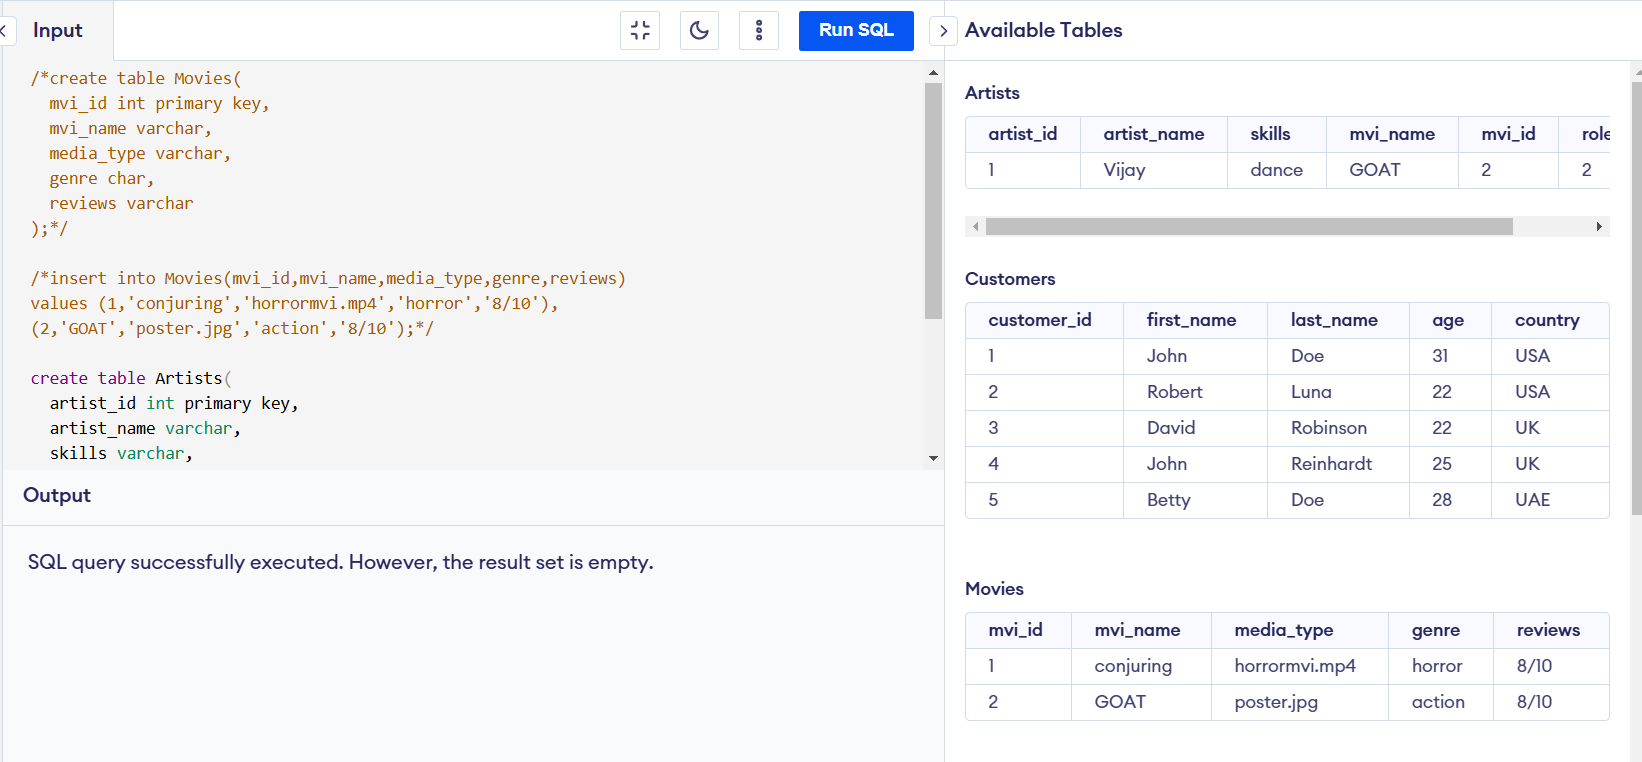 Input
Run SQL
/*create table Movies(
mvi_id int primary key,
mvi_name varchar,
media_type varchar,
genre char,
reviews varchar
);*/
/*insert into Movies(mvi_id,mvi_name,media_type,genre,reviews)
values (1,'conjuring','horrormvi.mp4','horror','8/10'),
(2,'GOAT','poster.jpg','action','8/10');*/
create table Artists(
artist_id int primary key,
artist_name varchar,
skills varchar,
Output
SQL query successfully executed. However, the result set is empty.
Available Tables
Artists
artist_id artist_name skills mvi_name mvi_id role
1 Vijay dance GOAT 2 2
Customers
customer_id first_name last_name age country
1 John Doe 31 USA
2 Robert Luna 22 USA
3 David Robinson 22 UK
4 John Reinhardt 25 UK
5 Betty Doe 28 UAE
Movies
mvi_id mvi_name media_type genre reviews
1 conjuring horrormvi.mp4 horror 8/10
2 GOAT poster.jpg action 8/10